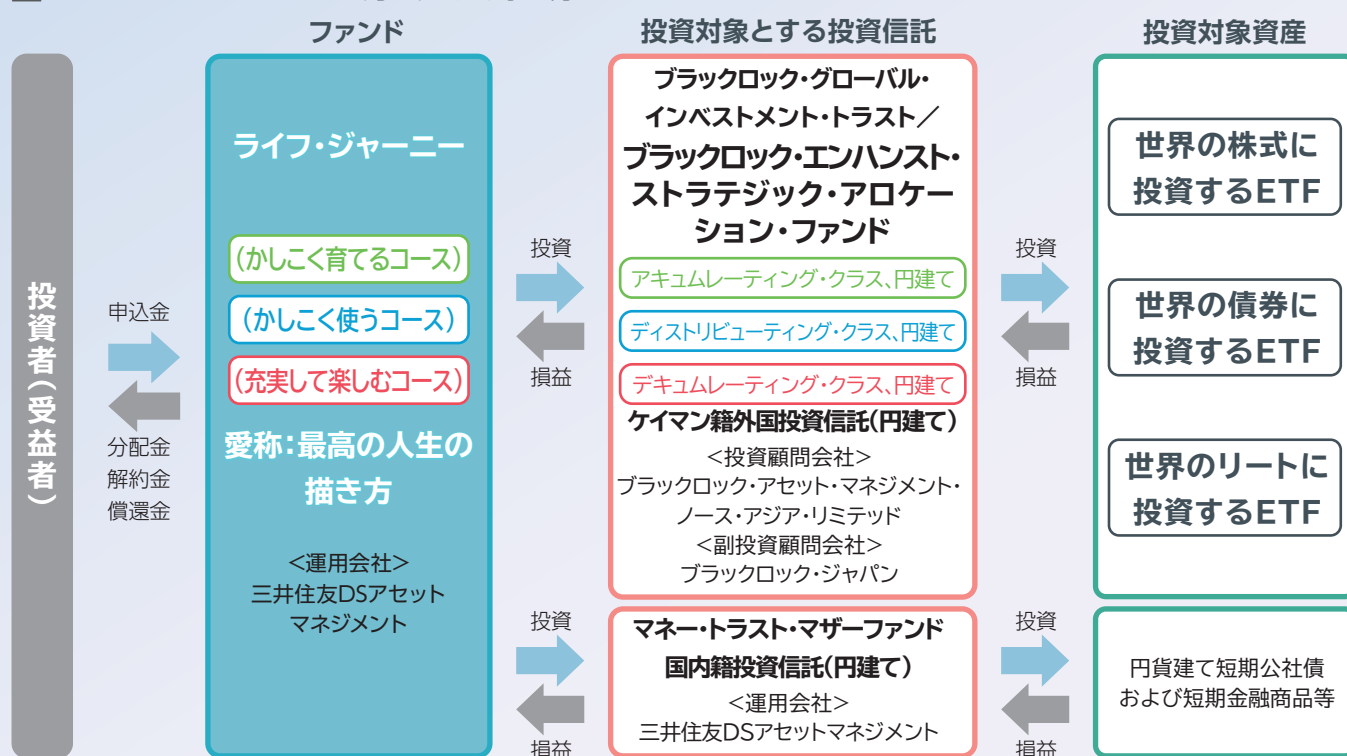 ファンド
投資対象とする投資信託
投資対象資産
投資者(受益者)
申込金
分配金
解約金
償還金
ライフ・ジャーニー
(かしこく育てるコース)
(かしこく使うコース)
(充実して楽しむコース)
愛称:最高の人生の
描き方
<運用会社>
三井住友DSアセット
マネジメント
投資
損益
投資
損益
ブラックロック・グローバル・
インベストメント・トラスト/
ブラックロック・エンハンスト・
ストラテジック・アロケー
ション・ファンド
アキュムレーティング・クラス、円建て
ディストリビューティング・クラス、円建て
デキュムレーティング・クラス、円建て
ケイマン籍外国投資信託(円建て)
<投資顧問会社>
ブラックロック・アセット・マネジメント・
ノース・アジア・リミテッド
<副投資顧問会社>
ブラックロック・ジャパン
マネー・トラスト・マザーファンド
国内籍投資信託(円建て)
<運用会社>
三井住友DSアセットマネジメント
投資
損益
投資
損益
世界の株式に
投資するETF
世界の債券に
投資するETF
世界のリートに
投資するETF
円貨建て短期公社債
および短期金融商品等